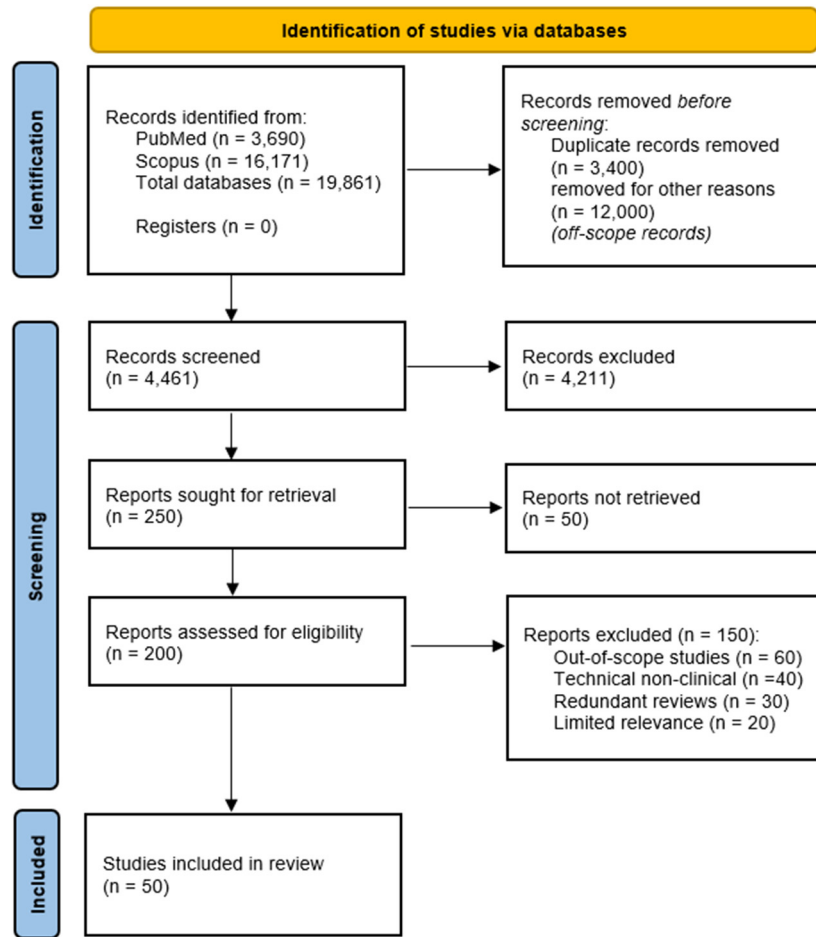 Identification of studies via databases
Identification
Records identified from:
PubMed (n = 3,690)
Scopus (n = 16,171)
Total databases (n = 19,861)
Registers (n = 0)
Records removed before
screening:
Duplicate records removed
(n = 3,400)
removed for other reasons
(n = 12,000)
(off-scope records)
Screening
Records screened
(n = 4,461)
Records excluded
(n = 4,211)
Reports sought for retrieval
(n = 250)
Reports not retrieved
(n = 50)
Reports assessed for eligibility
(n = 200)
Reports excluded (n = 150):
Out-of-scope studies (n = 60)
Technical non-clinical (n =40)
Redundant reviews (n = 30)
Limited relevance (n = 20)
Included
Studies included in review
(n = 50)